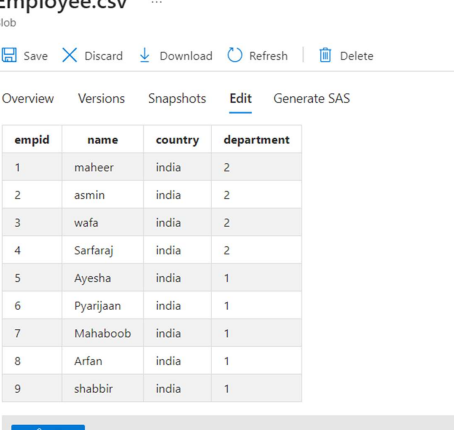 Employee.csv ...
Blob
Save Discard Download Refresh Delete
Overview Versions Snapshots Edit Generate SAS
empid name country department
1 maheer india 2
2 asmin india 2
3 wafa india 2
4 Sarfaraj india 2
5 Ayesha india 1
6 Pyarijaan india 1
7 Mahaboob india 1
8 Arfan india 1
9 shabbir india 1